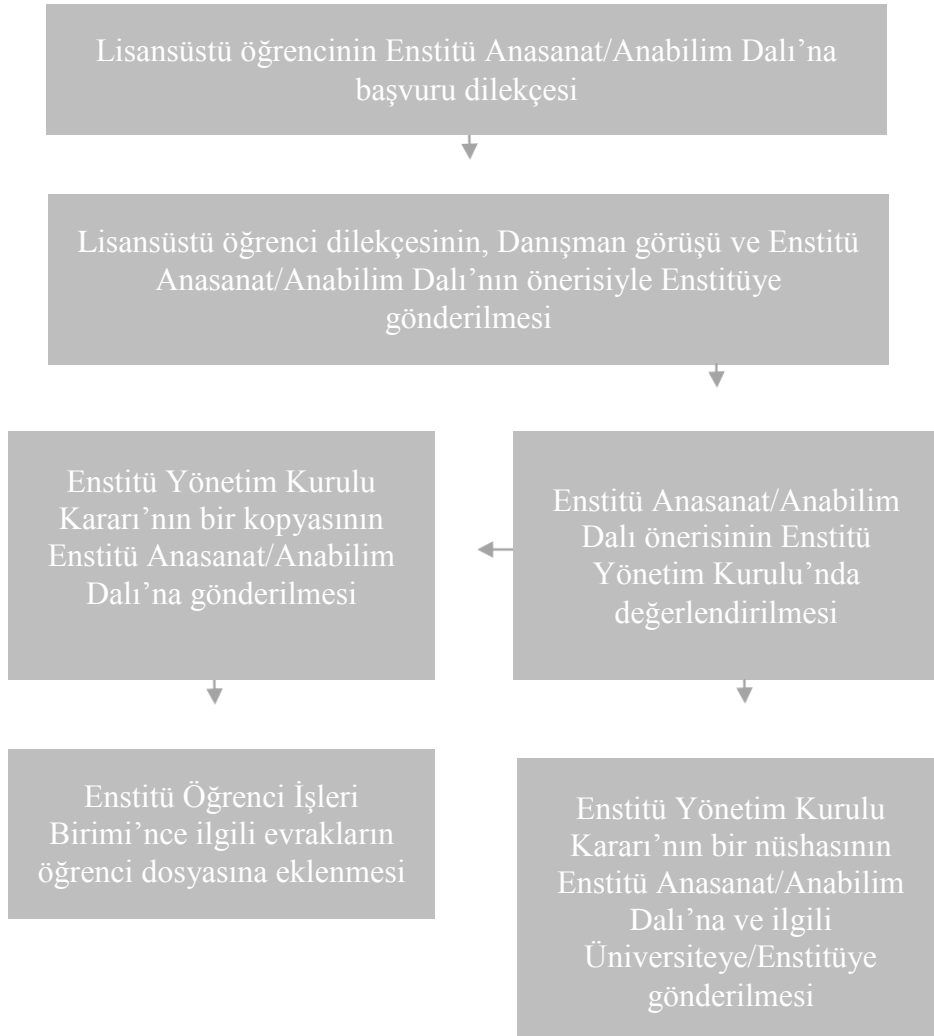 Lisansüstü öğrencinin Enstitü Anasanat/Anabilim Dalı’na
başvuru dilekçesi
Lisansüstü öğrenci dilekçesinin, Danışman görüşü ve Enstitü
Anasanat/Anabilim Dalı’nın önerisiyle Enstitüye
gönderilmesi
Enstitü Yönetim Kurulu
Kararı’nın bir kopyasının
Enstitü Anasanat/Anabilim
Dalı’na gönderilmesi
Enstitü Anasanat/Anabilim
Dalı önerisinin Enstitü
Yönetim Kurulu’nda
değerlendirilmesi
Enstitü Öğrenci İşleri
Birimi’nce ilgili evrakların
öğrenci dosyasına eklenmesi
Enstitü Yönetim Kurulu
Kararı’nın bir nüshasının
Enstitü Anasanat/Anabilim
Dalı’na ve ilgili
Üniversiteye/Enstitüye
gönderilmesi